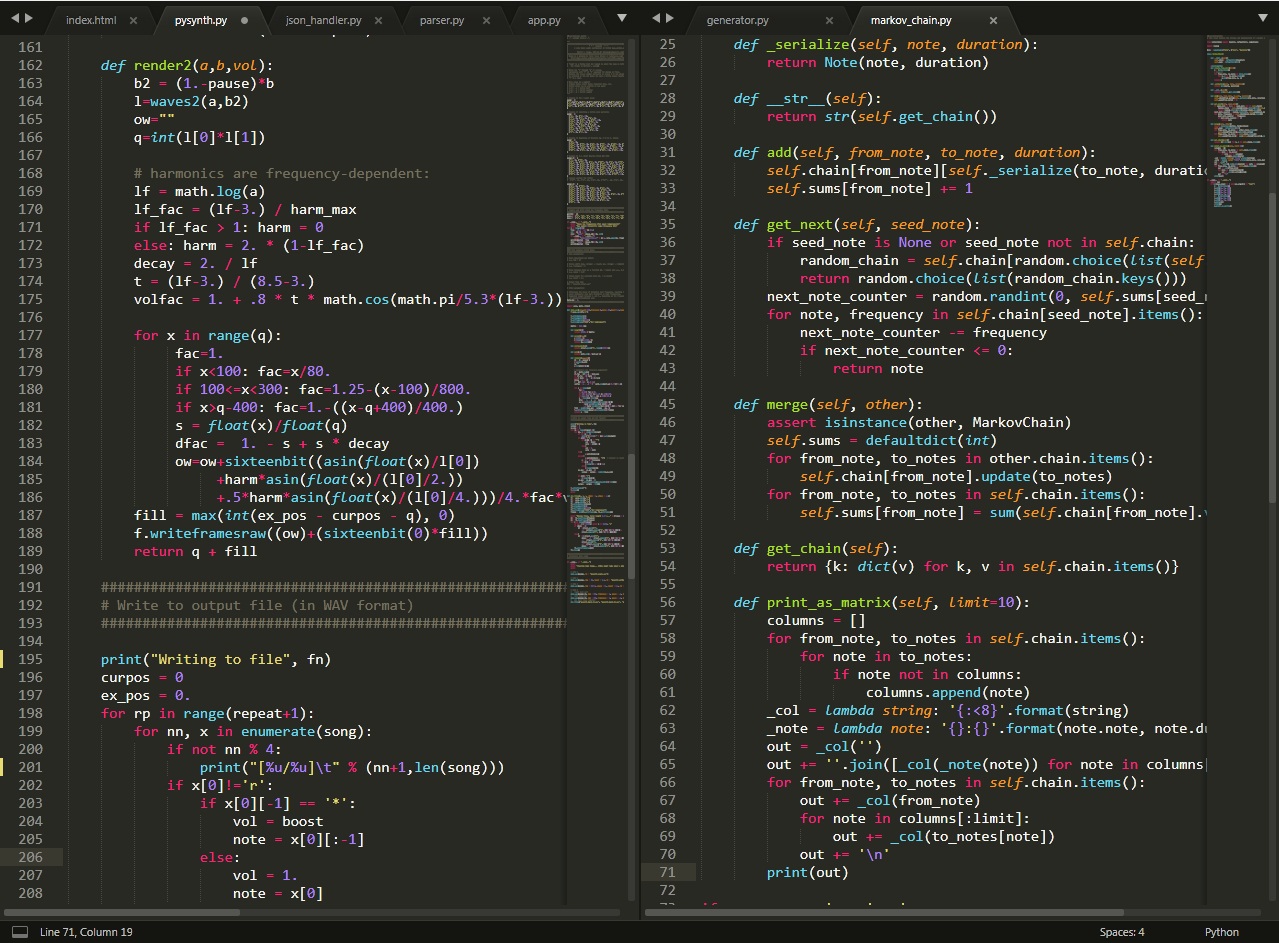 index.html
pysynth.py
json_handler.py
parser.py
app.py
161
162 def render2(a,b,vol):
163 b2 = (1.-pause)*b
164 l=waves2(a,b2)
165 ow=""
166 q=int(l[0]*l[1])
167
168 # harmonics are frequency-dependent:
169 lf = math.log(a)
170 lf_fac = (lf-3.) / harm_max
171 if lf_fac > 1: harm = 0
172 else: harm = 2. * (1-lf_fac)
173 decay = 2. / lf
174 t = (lf-3.) / (8.5-3.)
175 volfac = 1. + .8 * t * math.cos(math.pi/5.3*(lf-3.))
176
177 for x in range(q):
178 fac=1.
179 if x<100: fac=x/80.
180 if 100<=x<300: fac=1.25-(x-100)/800.
181 if x>q-400: fac=1.-((x-q+400)/400.)
182 s = float(x)/float(q)
183 dfac =  1. - s + s * decay
184 ow=ow+sixteenbit((asin(float(x)/l[0])
185 +harm*asin(float(x)/(l[0]/2.))
186 +.5*harm*asin(float(x)/(l[0]/4.)))/4.*fac*
187 fill = max(int(ex_pos - curpos - q), 0)
188 f.writeframesraw((ow)+(sixteenbit(0)*fill))
189 return q + fill
190
191 #########################################################
192 # Write to output file (in WAV format)
193 #########################################################
194
195 print("Writing to file", fn)
196 curpos = 0
197 ex_pos = 0.
198 for rp in range(repeat+1):
199 for nn, x in enumerate(song):
200 if not nn % 4:
201 print("[%u/%u]\t" % (nn+1,len(song)))
202 if x[0]!='r':
203 if x[0][-1] == '*':
204 vol = boost
205 note = x[0][:-1]
206 else:
207 vol = 1.
208 note = x[0]
generator.py
markov_chain.py
25 def _serialize(self, note, duration):
26 return Note(note, duration)
27
28 def __str__(self):
29 return str(self.get_chain())
30
31 def add(self, from_note, to_note, duration):
32 self.chain[from_note][self._serialize(to_note, duratio
33 self.sums[from_note] += 1
34
35 def get_next(self, seed_note):
36 if seed_note is None or seed_note not in self.chain:
37 random_chain = self.chain[random.choice(list(self
38 return random.choice(list(random_chain.keys()))
39 next_note_counter = random.randint(0, self.sums[seed_
40 for note, frequency in self.chain[seed_note].items():
41 next_note_counter -= frequency
42 if next_note_counter <= 0:
43 return note
44
45 def merge(self, other):
46 assert isinstance(other, MarkovChain)
47 self.sums = defaultdict(int)
48 for from_note, to_notes in other.chain.items():
49 self.chain[from_note].update(to_notes)
50 for from_note, to_notes in self.chain.items():
51 self.sums[from_note] = sum(self.chain[from_note].
52
53 def get_chain(self):
54 return {k: dict(v) for k, v in self.chain.items()}
55
56 def print_as_matrix(self, limit=10):
57 columns = []
58 for from_note, to_notes in self.chain.items():
59 for note in to_notes:
60 if note not in columns:
61 columns.append(note)
62 _col = lambda string: '{:<8}'.format(string)
63 _note = lambda note: '{}:{}'.format(note.note, note.d
64 out = _col('')
65 out += ''.join([_col(_note(note)) for note in columns
66 for from_note, to_notes in self.chain.items():
67 out += _col(from_note)
68 for note in columns[:limit]:
69 out += _col(to_notes[note])
70 out += '\n'
71 print(out)
72
Line 71, Column 19
Spaces: 4
Python